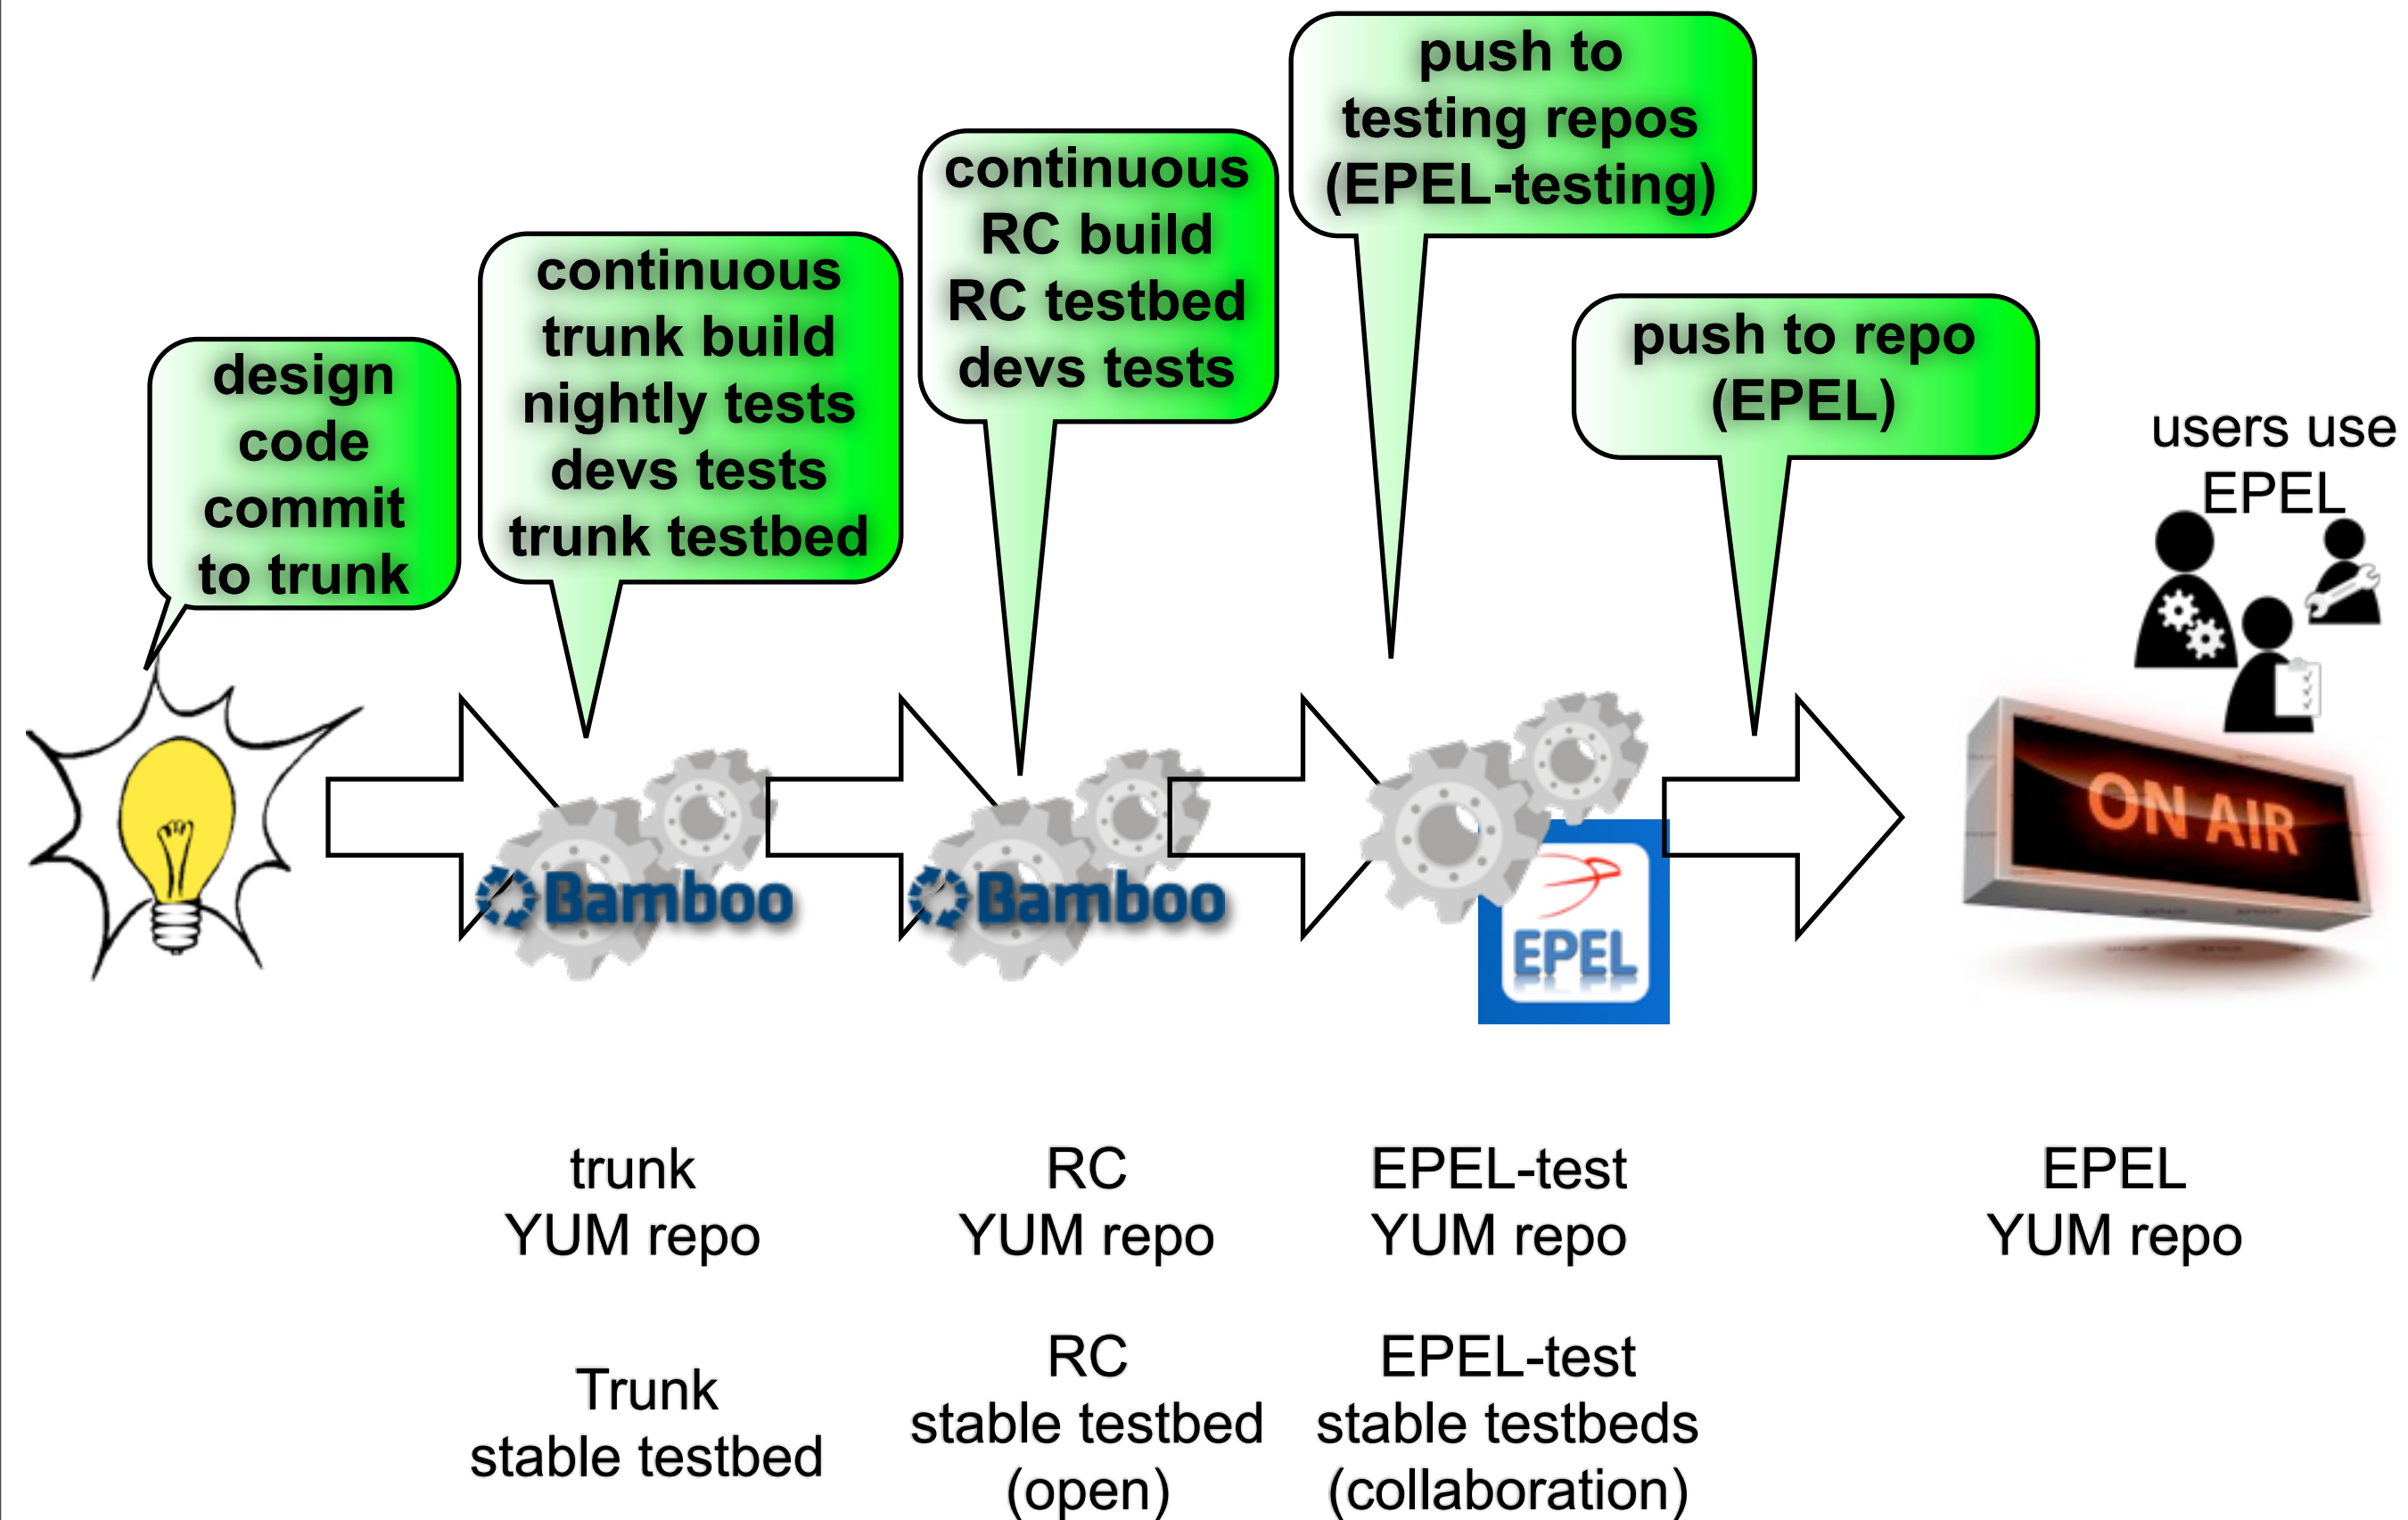 design
code
commit
to trunk
continuous
trunk build
nightly tests
devs tests
trunk testbed
continuous
RC build
RC testbed
devs tests
push to
testing repos
(EPEL-testing)
push to repo
(EPEL)
users use
EPEL
Bamboo
Bamboo
EPEL
ON AIR
trunk
YUM repo
RC
YUM repo
EPEL-test
YUM repo
EPEL
YUM repo
Trunk
stable testbed
RC
stable testbed
(open)
EPEL-test
stable testbeds
(collaboration)